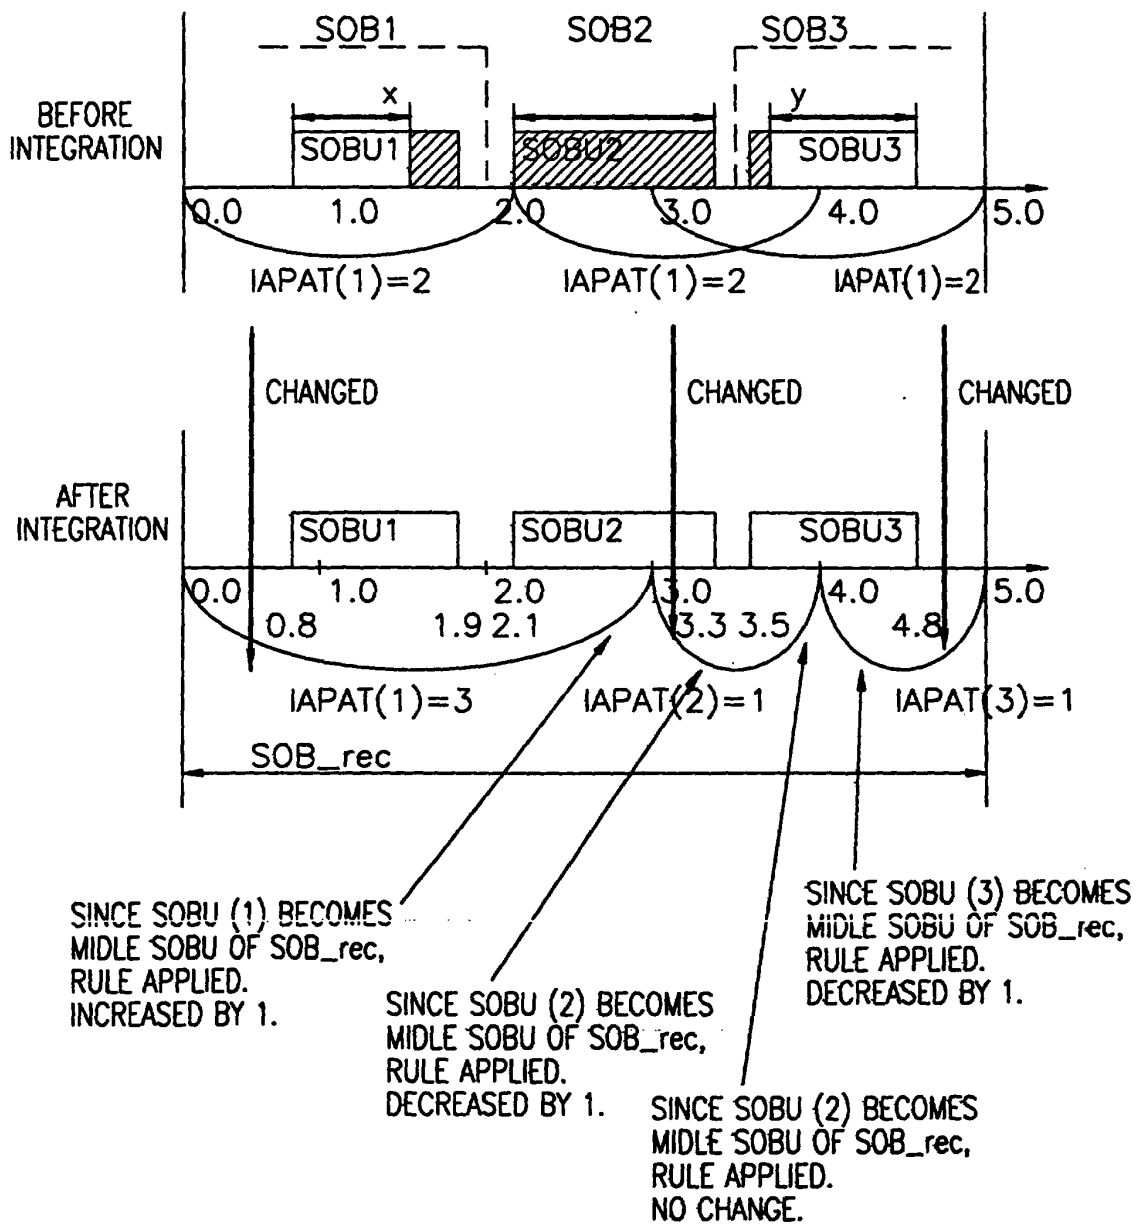 SOB1
SOB2
SOB3
BEFORE
INTEGRATION
x
y
SOBU1
SOBU2
SOBU3
0.0
1.0
2.0
3.0
4.0
5.0
IAPAT(1)=2
IAPAT(1)=2
IAPAT(1)=2
CHANGED
CHANGED
CHANGED
AFTER
INTEGRATION
SOBU1
SOBU2
SOBU3
0.0
1.0
2.0
3.0
4.0
5.0
0.8
1.9
2.1
3.3
3.5
4.8
IAPAT(1)=3
IAPAT(2)=1
IAPAT(3)=1
SOB_rec
SINCE SOBU (1) BECOMES
MIDLE SOBU OF SOB_rec,
RULE APPLIED.
INCREASED BY 1.
SINCE SOBU (2) BECOMES
MIDLE SOBU OF SOB_rec,
RULE APPLIED.
DECREASED BY 1.
SINCE SOBU (2) BECOMES
MIDLE SOBU OF SOB_rec,
RULE APPLIED.
NO CHANGE.
SINCE SOBU (3) BECOMES
MIDLE SOBU OF SOB_rec,
RULE APPLIED.
DECREASED BY 1.